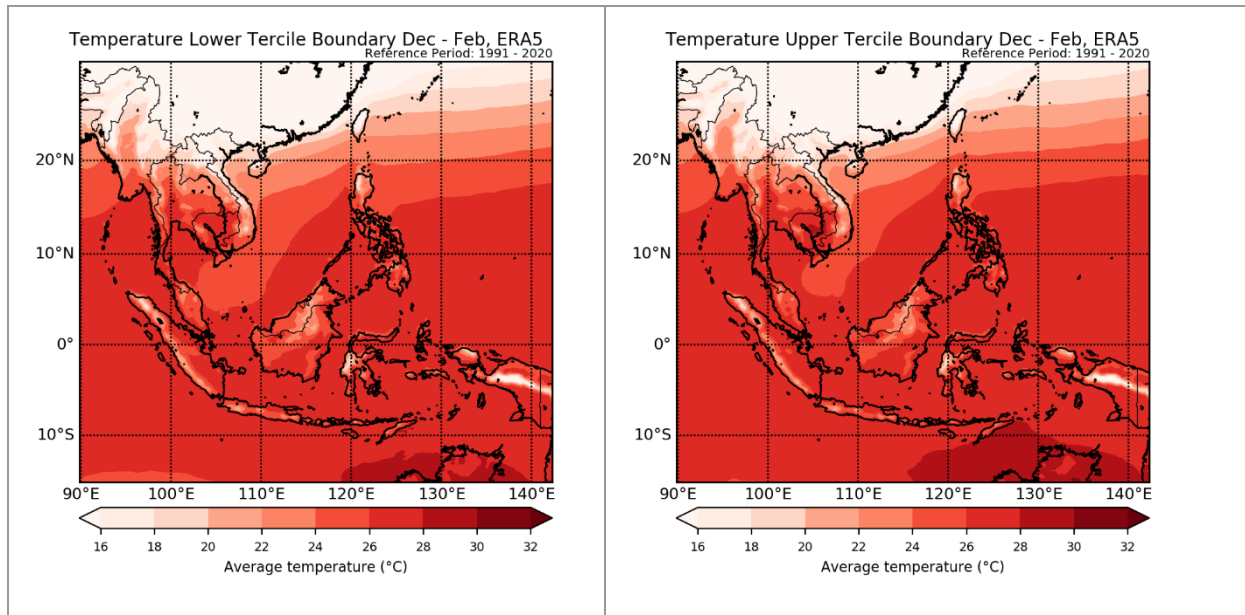 Temperature Lower Tercile Boundary Dec - Feb, ERA5
Reference Period: 1991 - 2020
20°N
10°N
0°
10°S
90°E 100°E 110°E 120°E 130°E 140°E
16 18 20 22 24 26 28 30 32
Average temperature (°C)
Temperature Upper Tercile Boundary Dec - Feb, ERA5
Reference Period: 1991 - 2020
20°N
10°N
0°
10°S
90°E 100°E 110°E 120°E 130°E 140°E
16 18 20 22 24 26 28 30 32
Average temperature (°C)